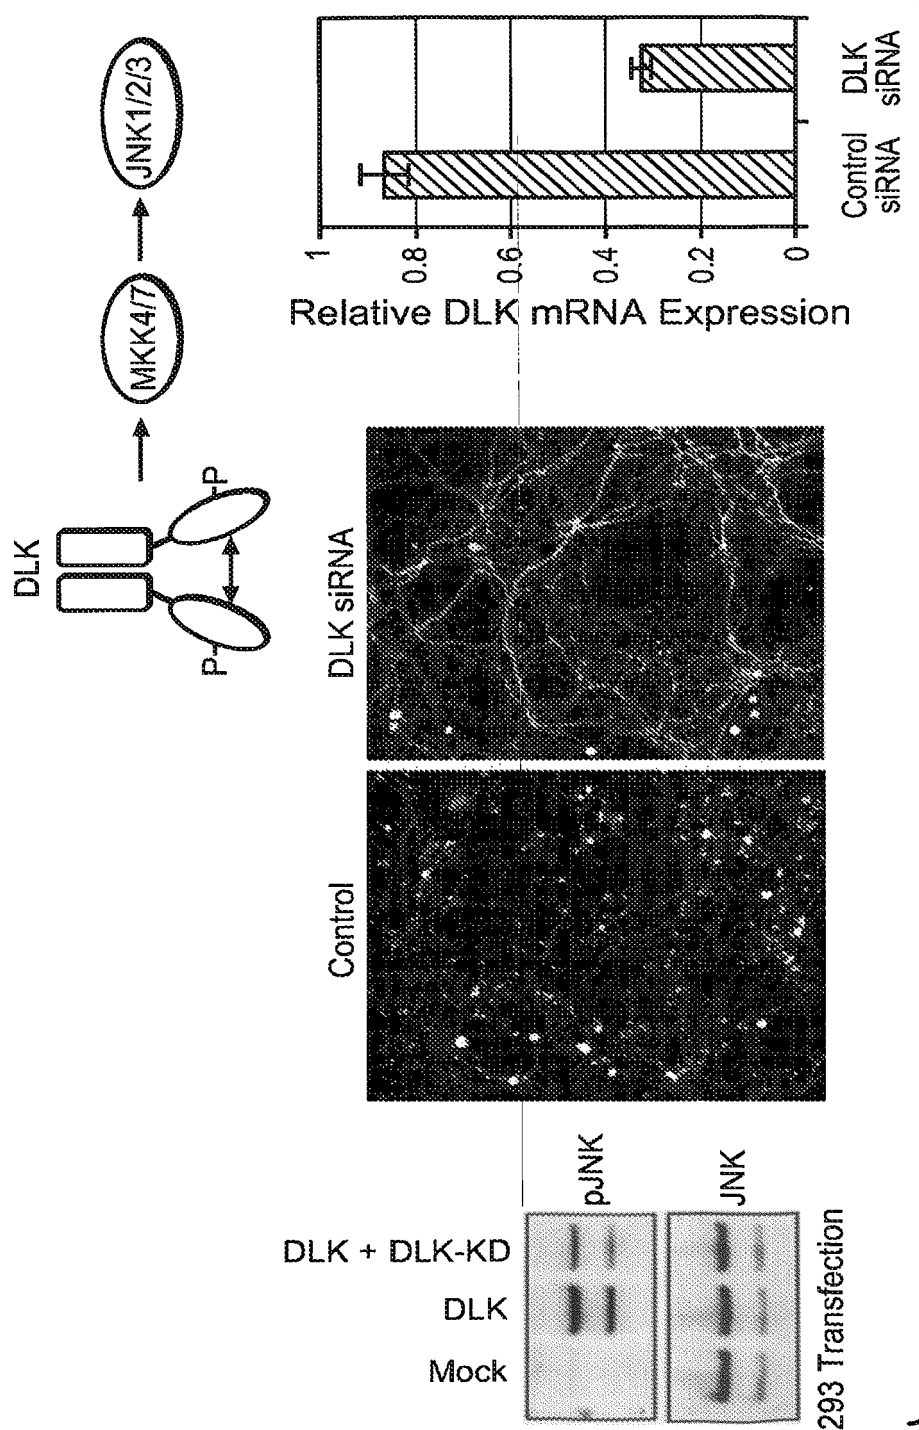 DLK
P
P
MKK4/7
JNK1/2/3
DLK + DLK-KD
DLK
Mock
pJNK
JNK
293 Transfection
Control
DLK siRNA
Relative DLK mRNA Expression
1
0.8
0.6
0.4
0.2
0
Control
siRNA
DLK
siRNA